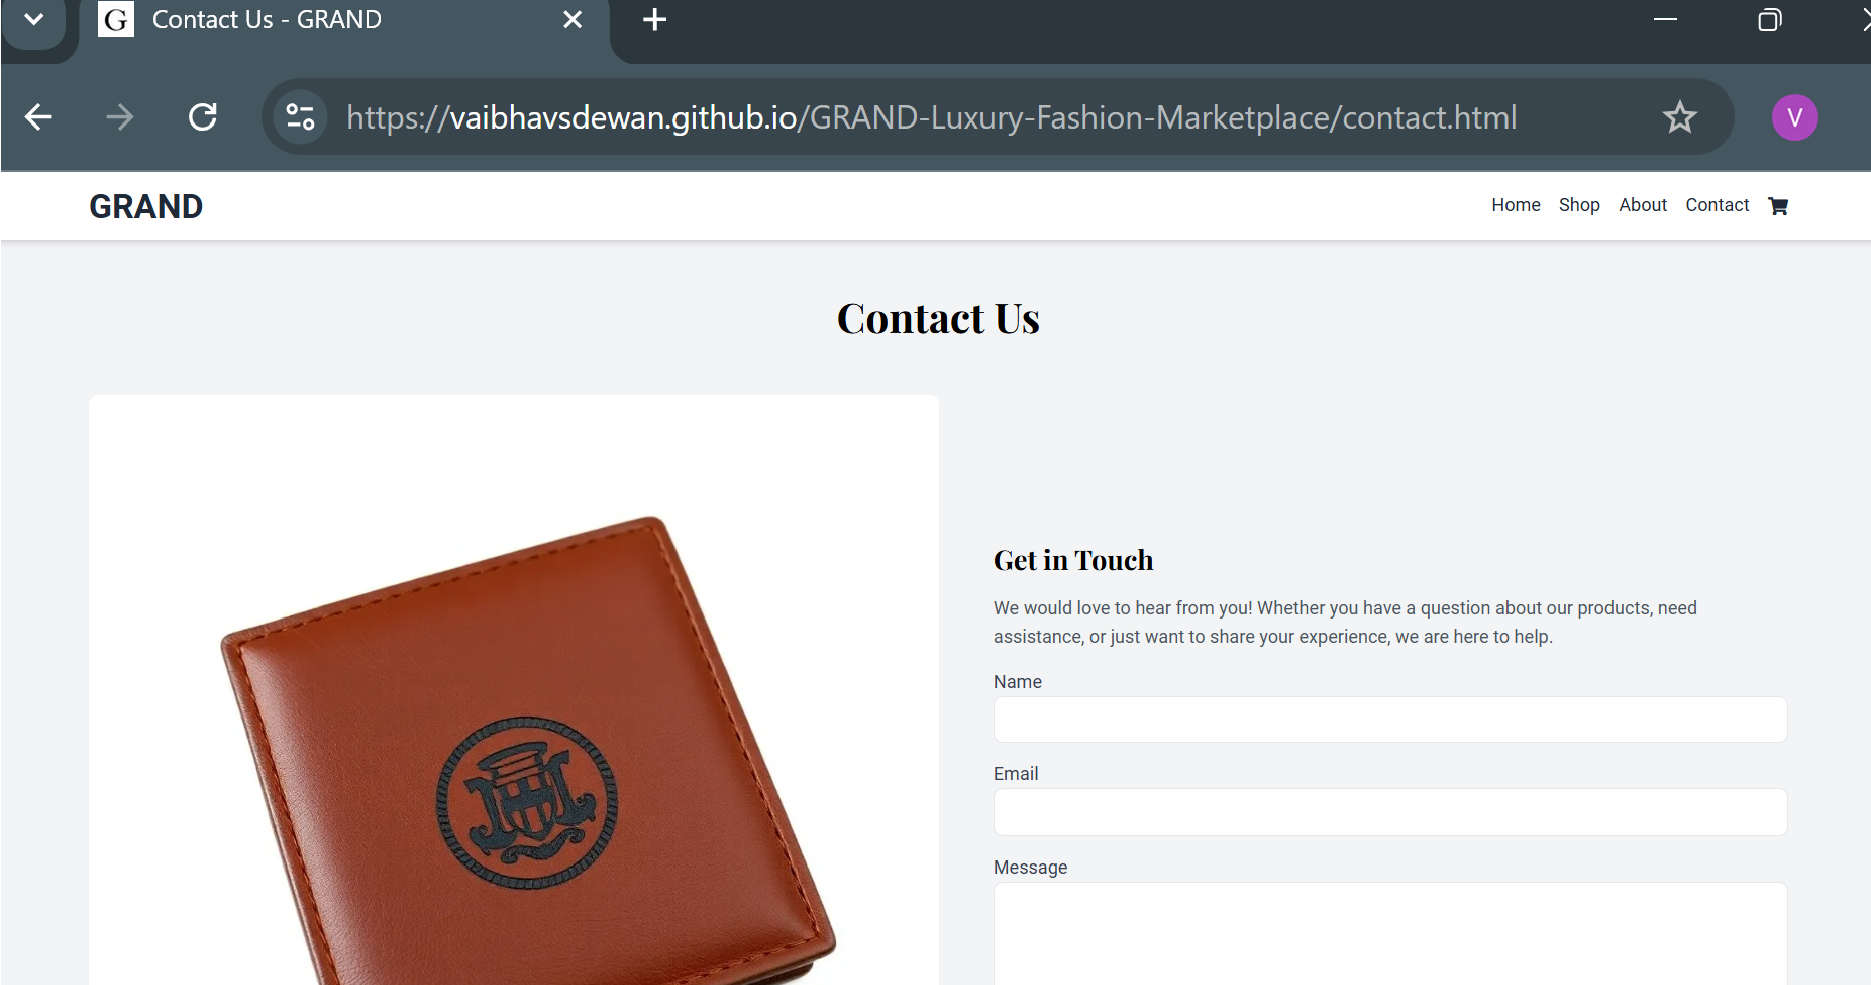 G Contact Us - GRAND
https://vaibhavsdewan.github.io/GRAND-Luxury-Fashion-Marketplace/contact.html
V
GRAND
Home Shop About Contact
Contact Us
Get in Touch
We would love to hear from you! Whether you have a question about our products, need
assistance, or just want to share your experience, we are here to help.
Name
Email
Message